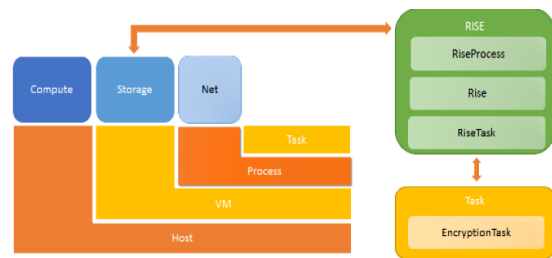 RISE
RiseProcess
Rise
RiseTask
Compute
Storage
Net
Task
Process
VM
Host
Task
EncryptionTask